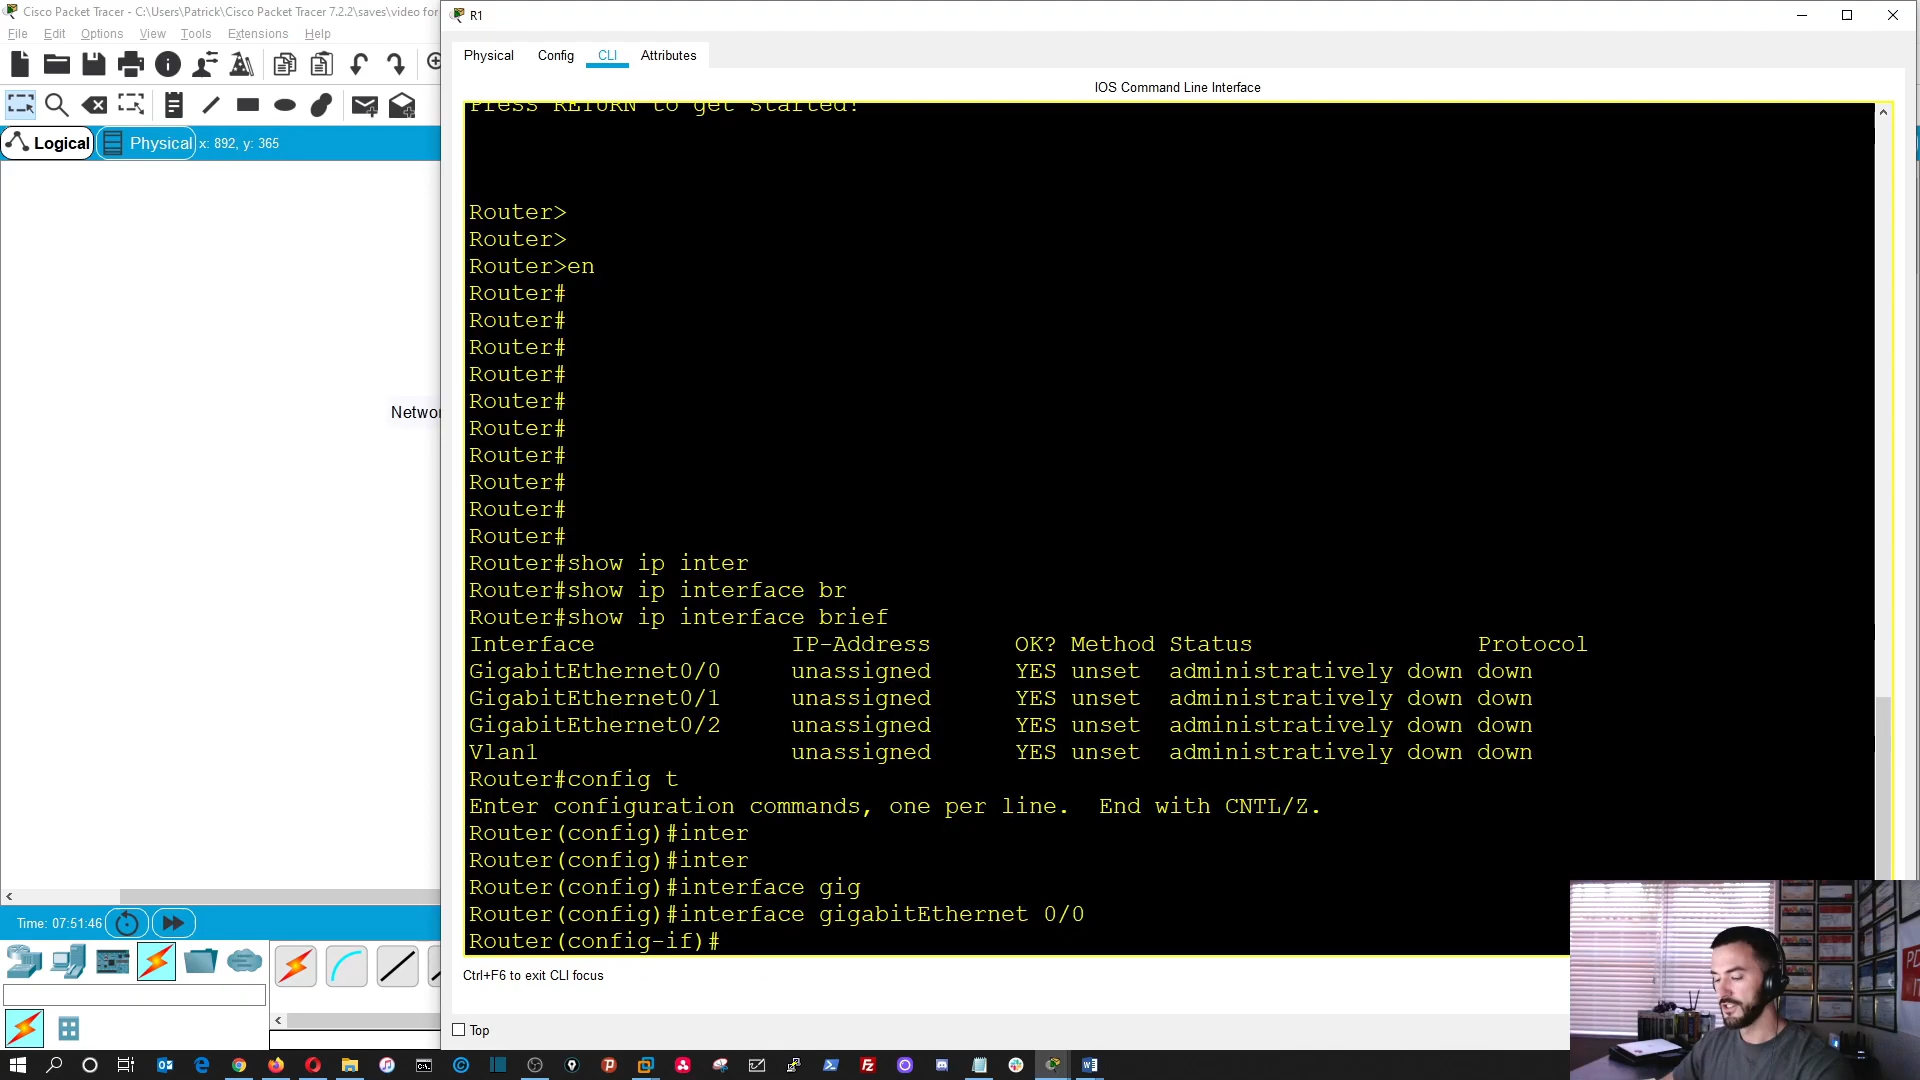 Cisco Packet Tracer - C:\Users\Patrick\Cisco Packet Tracer 7.2.2\saves\video for
File Edit Options View Tools Extensions Help
Logical
Physical x: 892, y: 365
Networ
Time: 07:51:46
R1
Physical Config CLI Attributes
IOS Command Line Interface
Press RETURN to get started!
Router>
Router>
Router>en
Router#
Router#
Router#
Router#
Router#
Router#
Router#
Router#
Router#
Router#
Router#show ip inter
Router#show ip interface br
Router#show ip interface brief
Interface IP-Address OK? Method Status Protocol
GigabitEthernet0/0 unassigned YES unset administratively down down
GigabitEthernet0/1 unassigned YES unset administratively down down
GigabitEthernet0/2 unassigned YES unset administratively down down
Vlan1 unassigned YES unset administratively down down
Router#config t
Enter configuration commands, one per line. End with CNTL/Z.
Router(config)#inter
Router(config)#inter
Router(config)#interface gig
Router(config)#interface gigabitEthernet 0/0
Router(config-if)#
Ctrl+F6 to exit CLI focus
Top